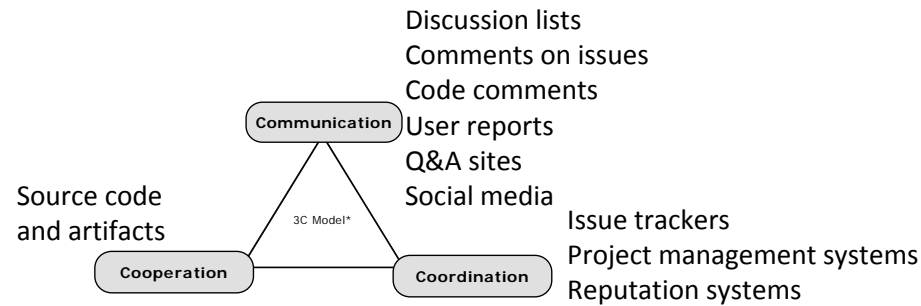 Discussion lists
Comments on issues
Code comments
User reports
Q&A sites
Social media
Communication
Source code
and artifacts
3C Model*
Cooperation
Coordination
Issue trackers
Project management systems
Reputation systems